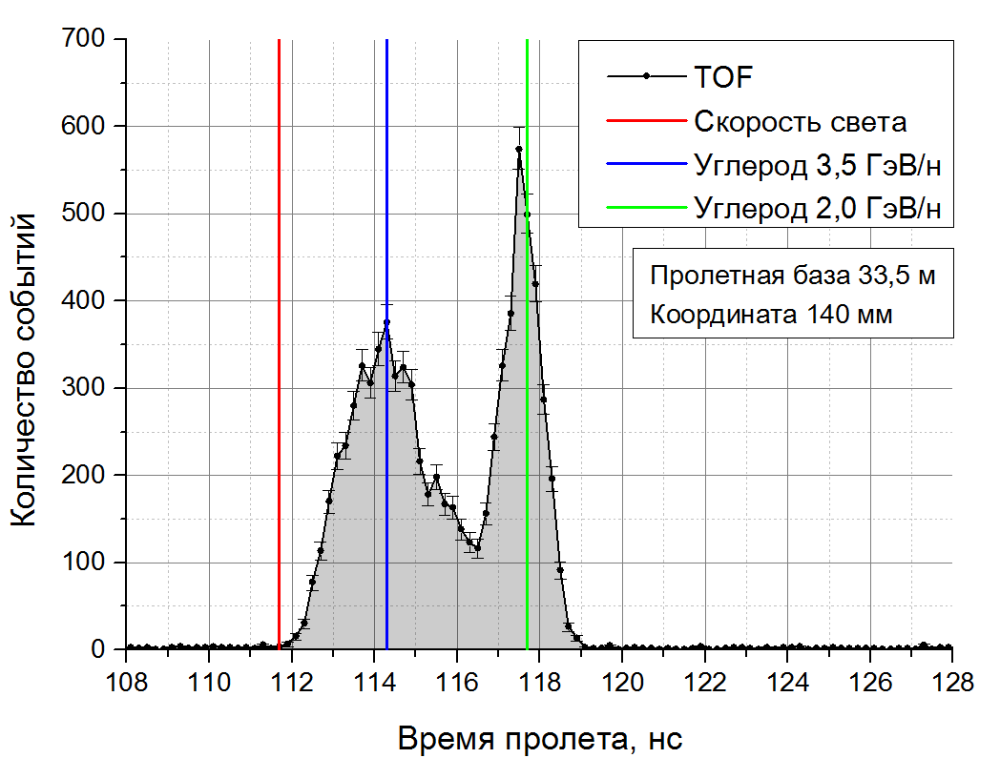 700
600
500
400
300
200
100
0
Количество событий
TOF
Скорость света
Углерод 3,5 ГэВ/н
Углерод 2,0 ГэВ/н
Пролетная база 33,5 м
Координата 140 мм
108 110 112 114 116 118 120 122 124 126 128
Время пролета, нс